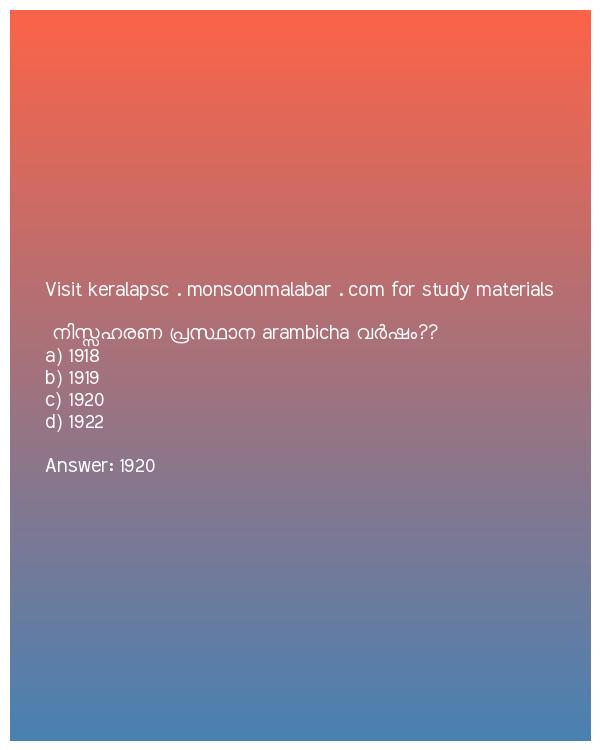 Visit keralapsc . monsoonmalabar . com for study materials
നിസ്സഹരണ പ്രസ്ഥാന arambicha വർഷം??
a) 1918
b) 1919
c) 1920
d) 1922
Answer: 1920